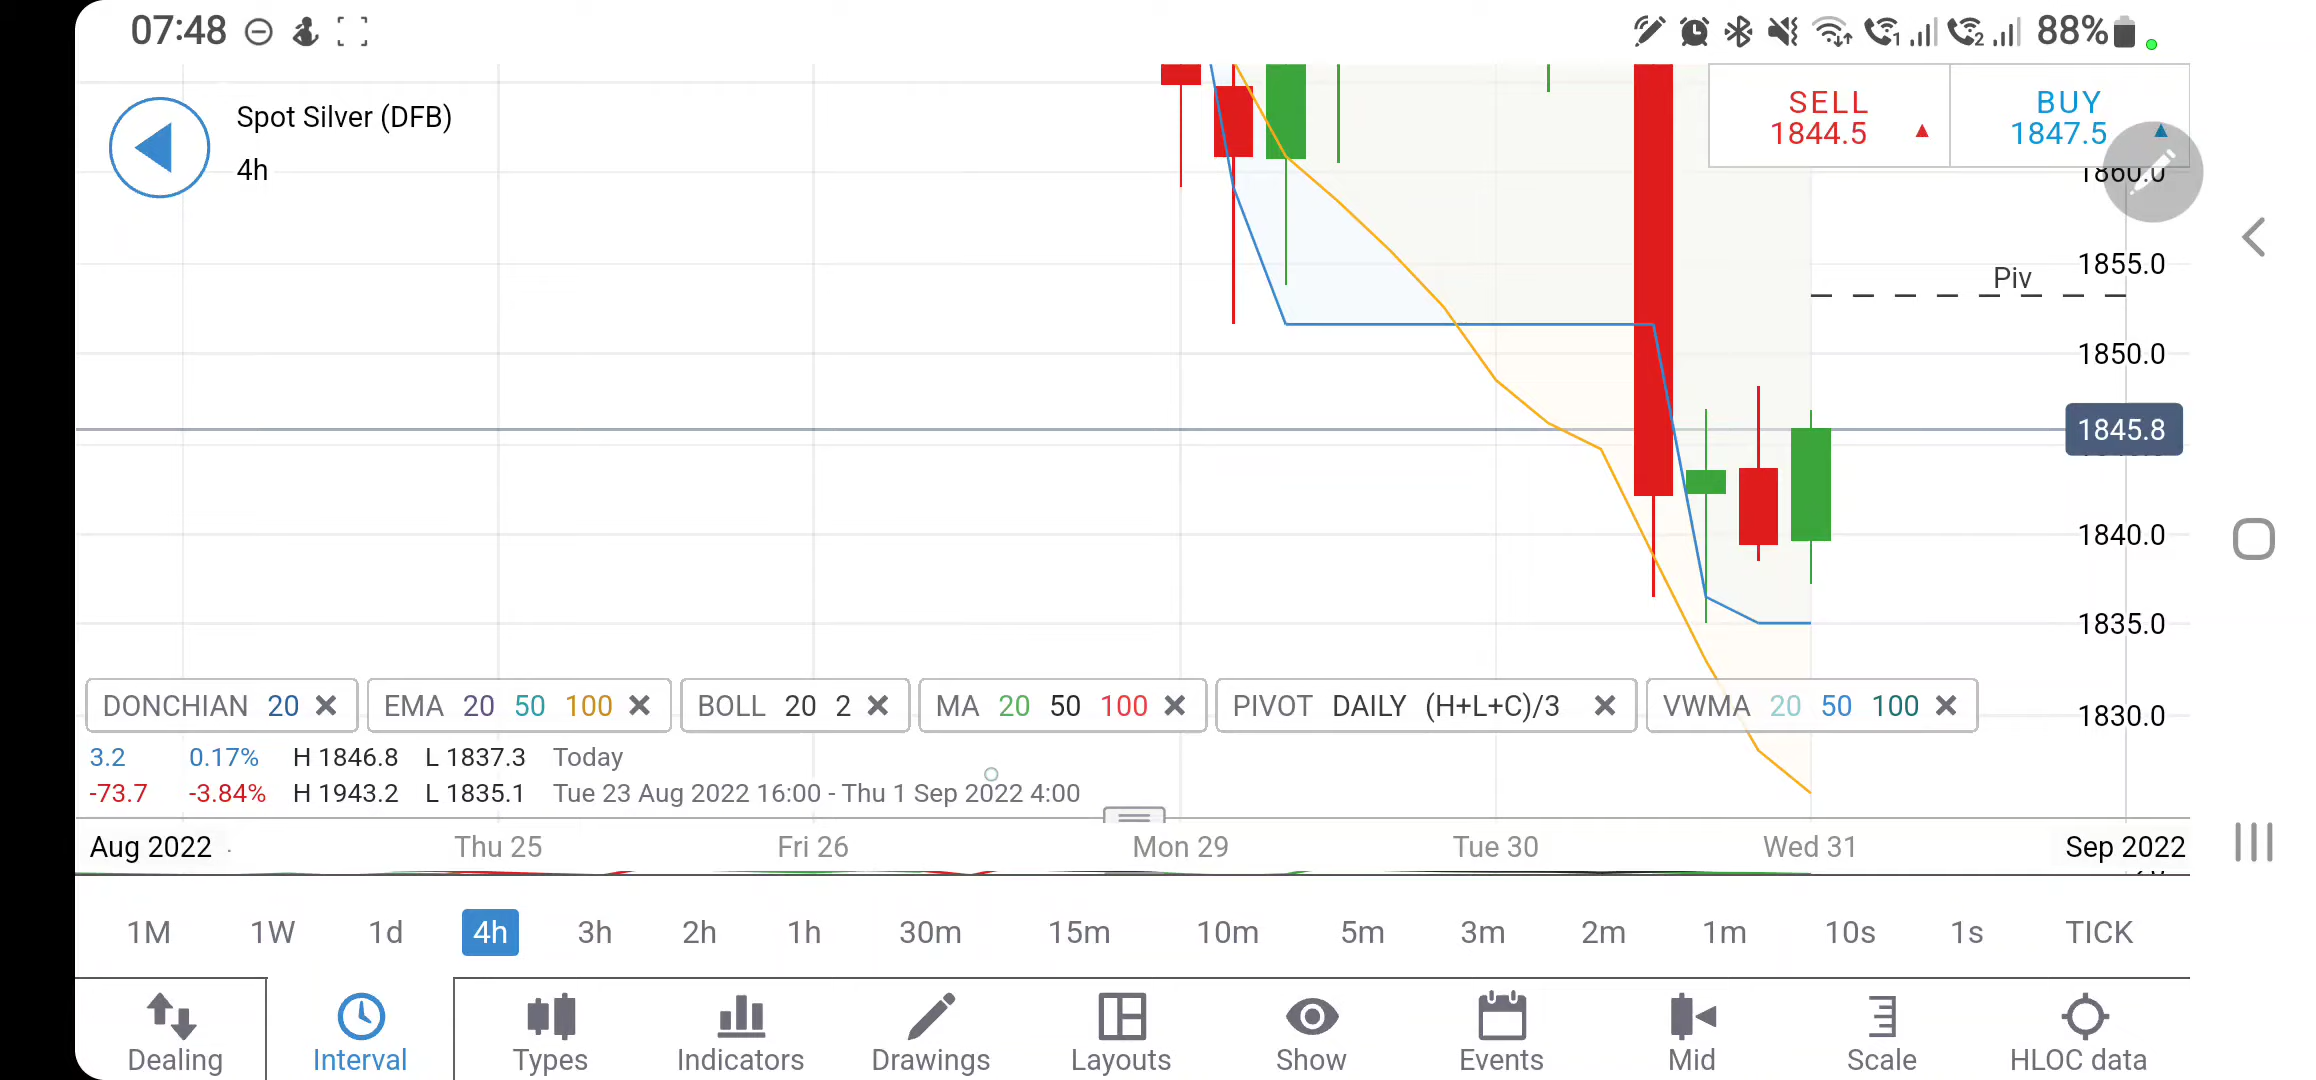 07:48
1 2 88%
Spot Silver (DFB)
4h
SELL
1844.5
BUY
1847.5
1860.0
1855.0
Piv
1850.0
1845.8
1840.0
1835.0
1830.0
DONCHIAN 20 EMA 20 50 100 BOLL 20 2 MA 20 50 100 PIVOT DAILY (H+L+C)/3 VWMA 20 50 100
3.2 0.17% H 1846.8 L 1837.3 Today
-73.7 -3.84% H 1943.2 L 1835.1 Tue 23 Aug 2022 16:00 - Thu 1 Sep 2022 4:00
Aug 2022 Thu 25 Fri 26 Mon 29 Tue 30 Wed 31 Sep 2022
1M 1W 1d 4h 3h 2h 1h 30m 15m 10m 5m 3m 2m 1m 10s 1s TICK
Dealing Interval Types Indicators Drawings Layouts Show Events Mid Scale HLOC data